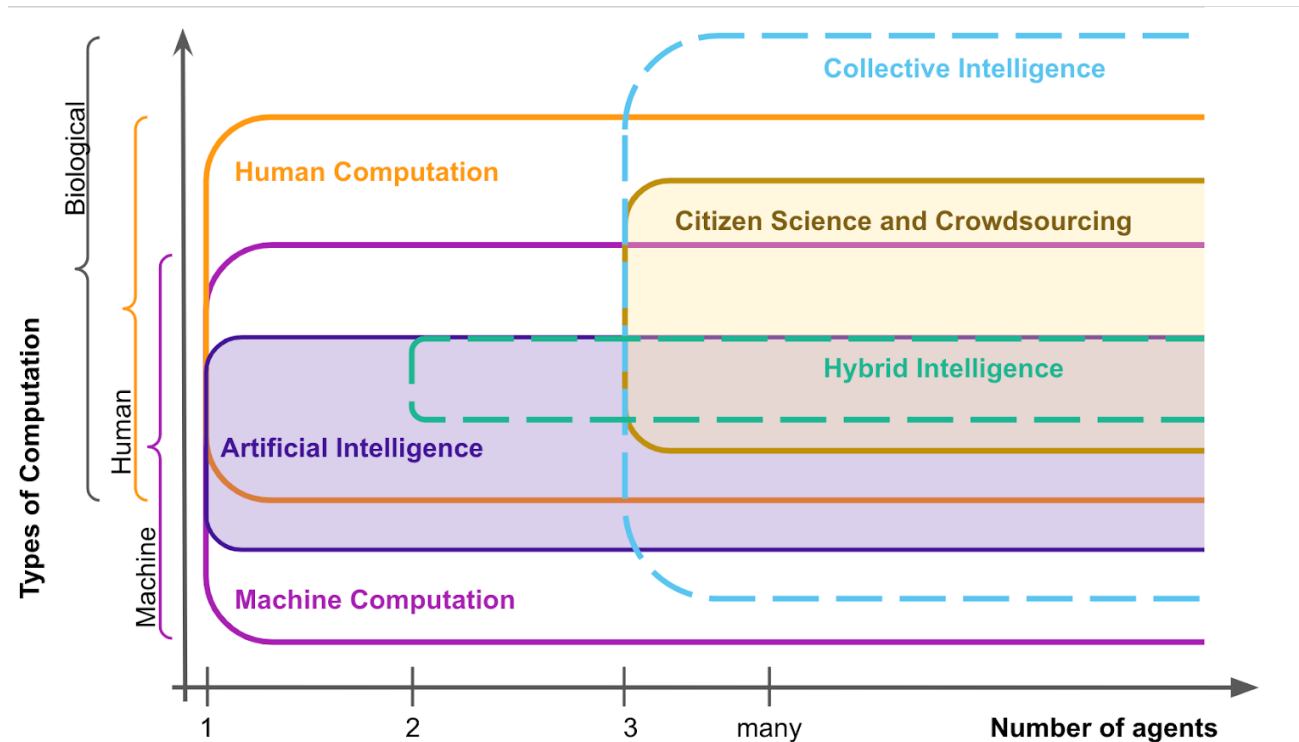 Collective Intelligence
Biological
Human Computation
Citizen Science and Crowdsourcing
Hybrid Intelligence
Types of Computation
Human
Artificial Intelligence
Machine
Machine Computation
1
2
3
many
Number of agents